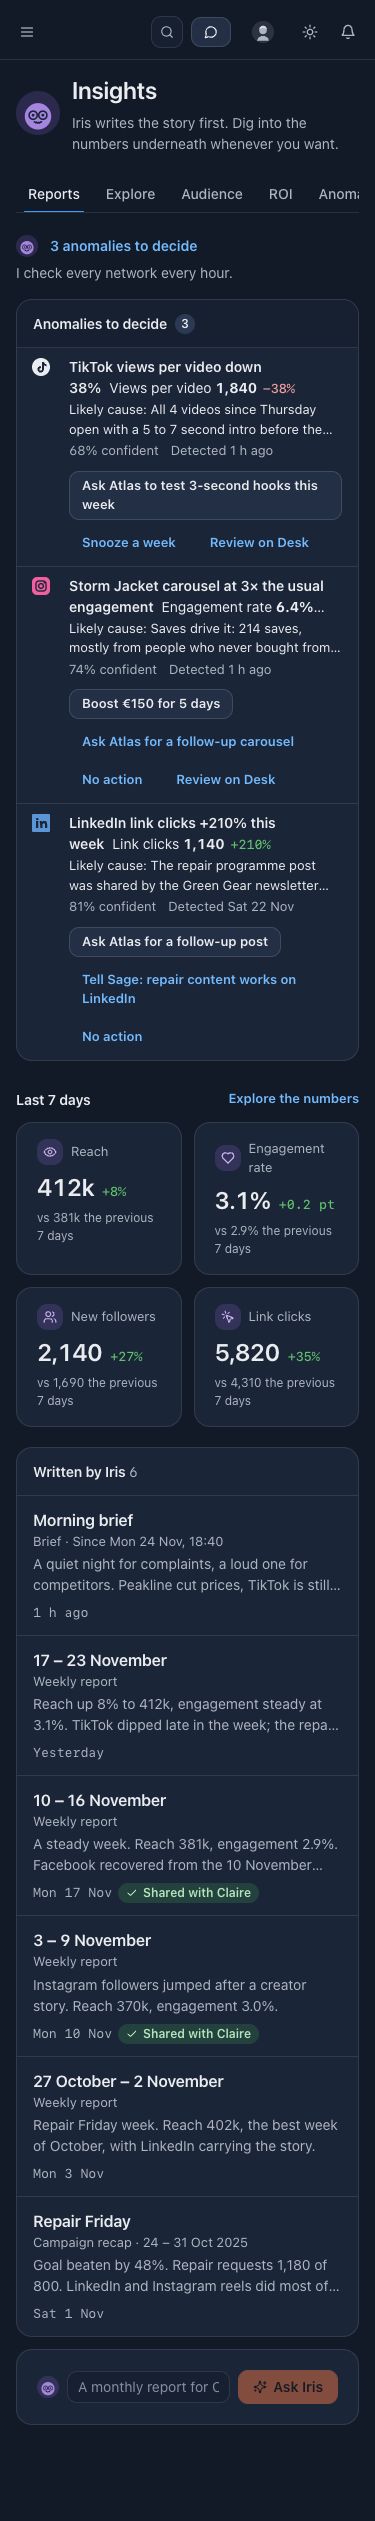 Insights
Iris writes the story first. Dig into the
numbers underneath whenever you want.
Reports Explore Audience ROI Anoma
3 anomalies to decide
I check every network every hour.
Anomalies to decide 3
TikTok views per video down
38% Views per video 1,840 −38%
Likely cause: All 4 videos since Thursday
open with a 5 to 7 second intro before the…
68% confident Detected 1 h ago
Ask Atlas to test 3-second hooks this
week
Snooze a week Review on Desk
Storm Jacket carousel at 3× the usual
engagement Engagement rate 6.4%…
Likely cause: Saves drive it: 214 saves,
mostly from people who never bought from…
74% confident Detected 1 h ago
Boost €150 for 5 days
Ask Atlas for a follow-up carousel
No action Review on Desk
LinkedIn link clicks +210% this
week Link clicks 1,140 +210%
Likely cause: The repair programme post
was shared by the Green Gear newsletter…
81% confident Detected Sat 22 Nov
Ask Atlas for a follow-up post
Tell Sage: repair content works on
LinkedIn
No action
Last 7 days Explore the numbers
Reach
412k +8%
vs 381k the previous
7 days
Engagement
rate
3.1% +0.2 pt
vs 2.9% the previous
7 days
New followers
2,140 +27%
vs 1,690 the previous
7 days
Link clicks
5,820 +35%
vs 4,310 the previous
7 days
Written by Iris 6
Morning brief
Brief · Since Mon 24 Nov, 18:40
A quiet night for complaints, a loud one for
competitors. Peakline cut prices, TikTok is still…
1 h ago
17 – 23 November
Weekly report
Reach up 8% to 412k, engagement steady at
3.1%. TikTok dipped late in the week; the repa…
Yesterday
10 – 16 November
Weekly report
A steady week. Reach 381k, engagement 2.9%.
Facebook recovered from the 10 November…
Mon 17 Nov Shared with Claire
3 – 9 November
Weekly report
Instagram followers jumped after a creator
story. Reach 370k, engagement 3.0%.
Mon 10 Nov Shared with Claire
27 October – 2 November
Weekly report
Repair Friday week. Reach 402k, the best week
of October, with LinkedIn carrying the story.
Mon 3 Nov
Repair Friday
Campaign recap · 24 – 31 Oct 2025
Goal beaten by 48%. Repair requests 1,180 of
800. LinkedIn and Instagram reels did most of…
Sat 1 Nov
A monthly report for C Ask Iris